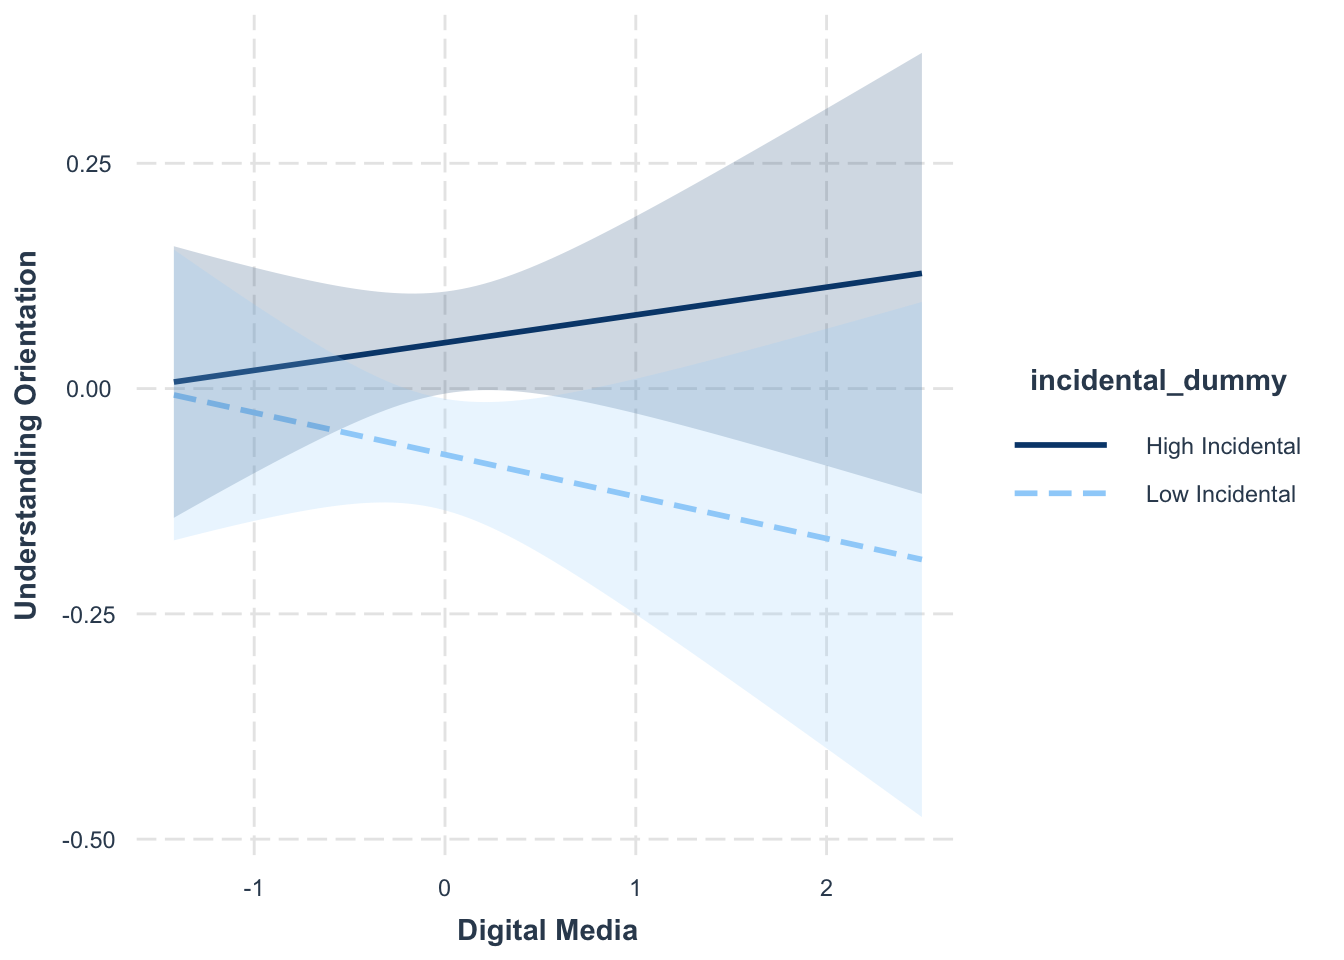 Understanding Orientation
0.25
0.00
-0.25
-0.50
-1
0
1
2
Digital Media
incidental_dummy
High Incidental
Low Incidental